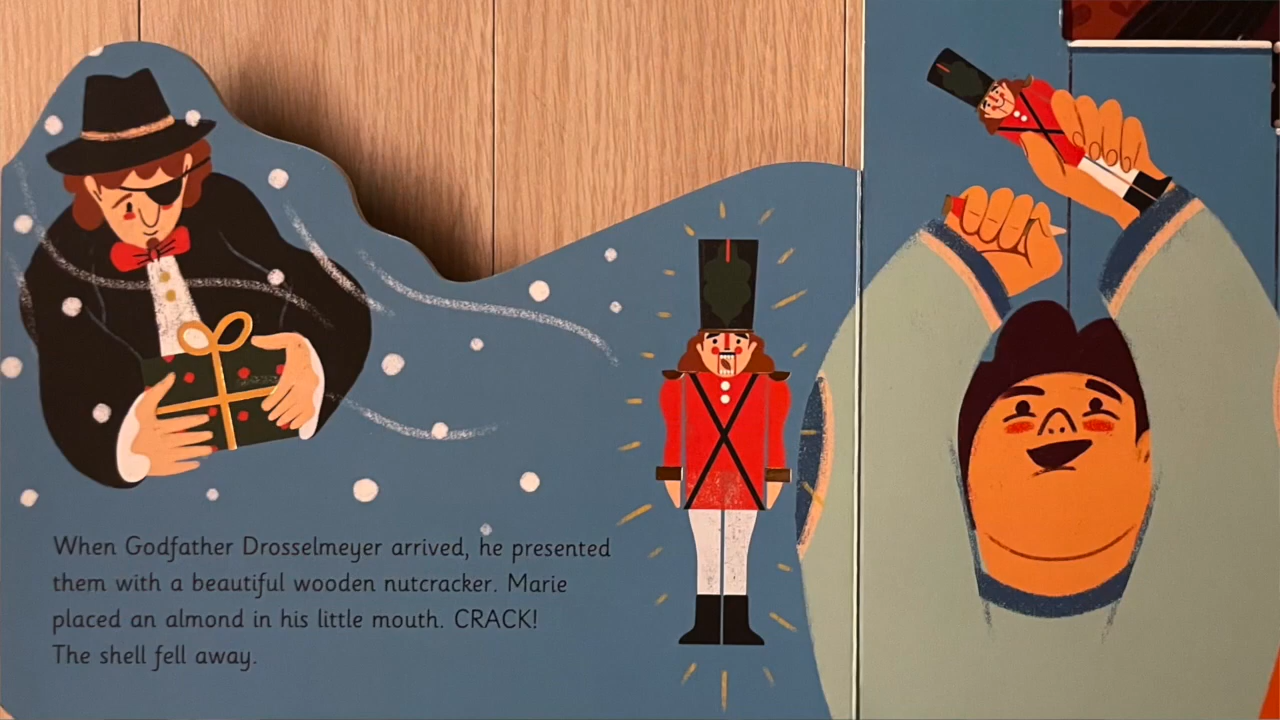 When Godfather Drosselmeyer arrived, he presented
them with a beautiful wooden nutcracker. Marie
placed an almond in his little mouth. CRACK!
The shell fell away.